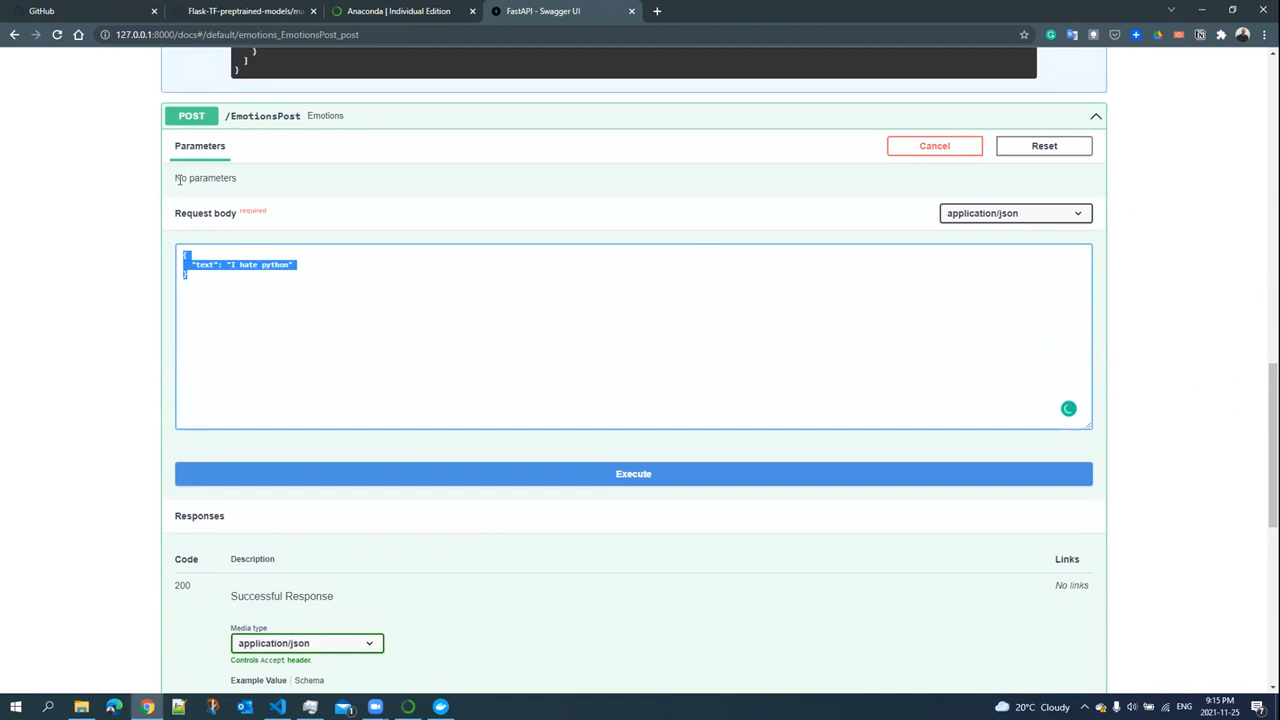 GitHub
Flask-TF-pretrained-models/ma
Anaconda | Individual Edition
FastAPI - Swagger UI
127.0.0.1:8000/docs#/default/emotions_EmotionsPost_post
}
]
}
POST /EmotionsPost Emotions
Parameters
Cancel
Reset
No parameters
Request body required
application/json
{
"text": "I hate python"
}
Execute
Responses
Code Description Links
200
Successful Response
No links
Media type
application/json
Controls Accept header.
Example Value | Schema
20°C Cloudy
ENG
9:15 PM
2021-11-25